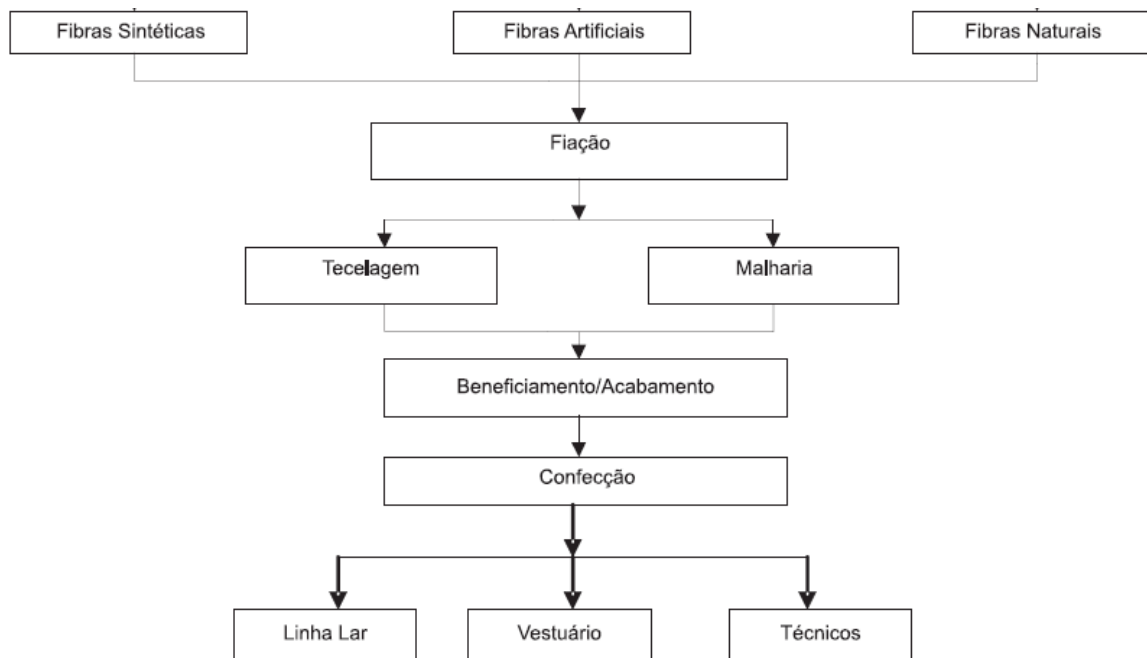 Fibras Sintéticas
Fibras Artificiais
Fibras Naturais
Fiação
Tecelagem
Malharia
Beneficiamento/Acabamento
Confecção
Linha Lar
Vestuário
Técnicos